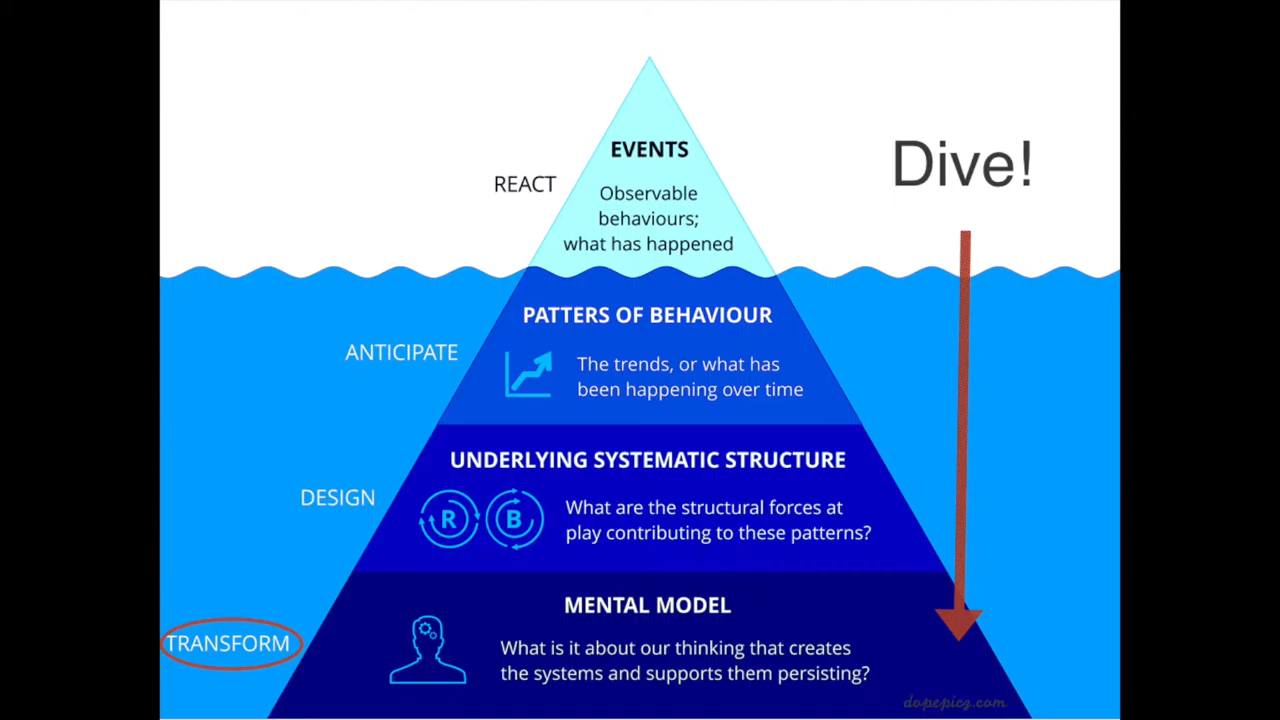 EVENTS
REACT
Observable
behaviours;
what has happened
Dive!
PATTERS OF BEHAVIOUR
ANTICIPATE
The trends, or what has
been happening over time
UNDERLYING SYSTEMATIC STRUCTURE
DESIGN
R
B
What are the structural forces at
play contributing to these patterns?
MENTAL MODEL
TRANSFORM
What is it about our thinking that creates
the systems and supports them persisting?
dopepicz.com